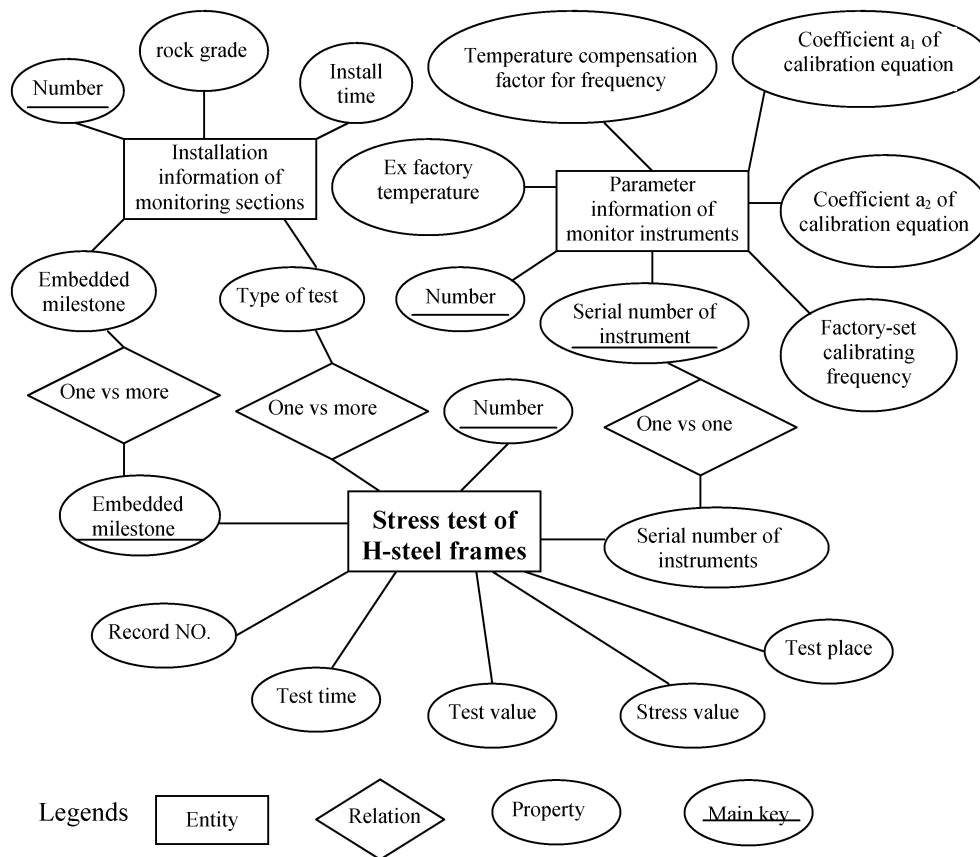 rock grade
Number
Install
time
Installation
information of
monitoring sections
Temperature compensation
factor for frequency
Coefficient a₁ of
calibration equation
Ex factory
temperature
Parameter
information of
monitor instruments
Coefficient a₂ of
calibration equation
Embedded
milestone
Type of test
Number
Serial number of
instrument
Factory-set
calibrating
frequency
One vs more
One vs more
Number
One vs one
Embedded
milestone
Stress test of
H-steel frames
Serial number of
instruments
Record NO.
Test time
Test value
Stress value
Test place
Legends
Entity
Relation
Property
Main key